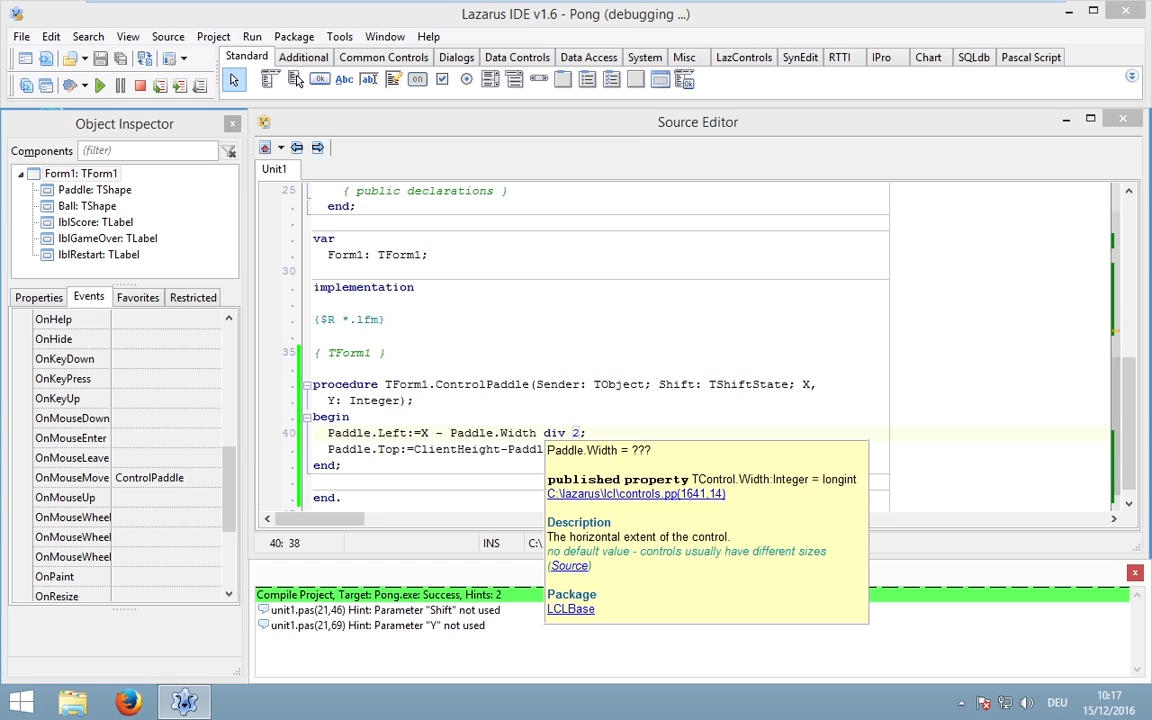 Lazarus IDE v1.6 - Pong (debugging ...)
File Edit Search View Source Project Run Package Tools Window Help
Standard Additional Common Controls Dialogs Data Controls Data Access System Misc LazControls SynEdit RTTI IPro Chart SQLdb Pascal Script
Ok Abc ab on Ok
Object Inspector
Components (filter)
Form1: TForm1
Paddle: TShape
Ball: TShape
lblScore: TLabel
lblGameOver: TLabel
lblRestart: TLabel
Properties Events Favorites Restricted
OnHelp
OnHide
OnKeyDown
OnKeyPress
OnKeyUp
OnMouseDown
OnMouseEnter
OnMouseLeave
OnMouseMove ControlPaddle
OnMouseUp
OnMouseWheel
OnMouseWheel
OnMouseWheel
OnPaint
OnResize
Source Editor
Unit1
25 { public declarations }
end;
var
Form1: TForm1;
30
implementation
{$R *.lfm}
35 { TForm1 }
procedure TForm1.ControlPaddle(Sender: TObject; Shift: TShiftState; X,
Y: Integer);
begin
40 Paddle.Left:=X - Paddle.Width div 2;
Paddle.Top:=ClientHeight-Paddl
end;
end.
Paddle.Width = ???
published property TControl.Width:Integer = longint
C:\lazarus\lcl\controls.pp(1641,14)
Description
The horizontal extent of the control.
no default value - controls usually have different sizes
(Source)
Package
LCLBase
40: 38 INS C:\
Compile Project, Target: Pong.exe: Success, Hints: 2
unit1.pas(21,46) Hint: Parameter "Shift" not used
unit1.pas(21,69) Hint: Parameter "Y" not used
DEU
10:17
15/12/2016